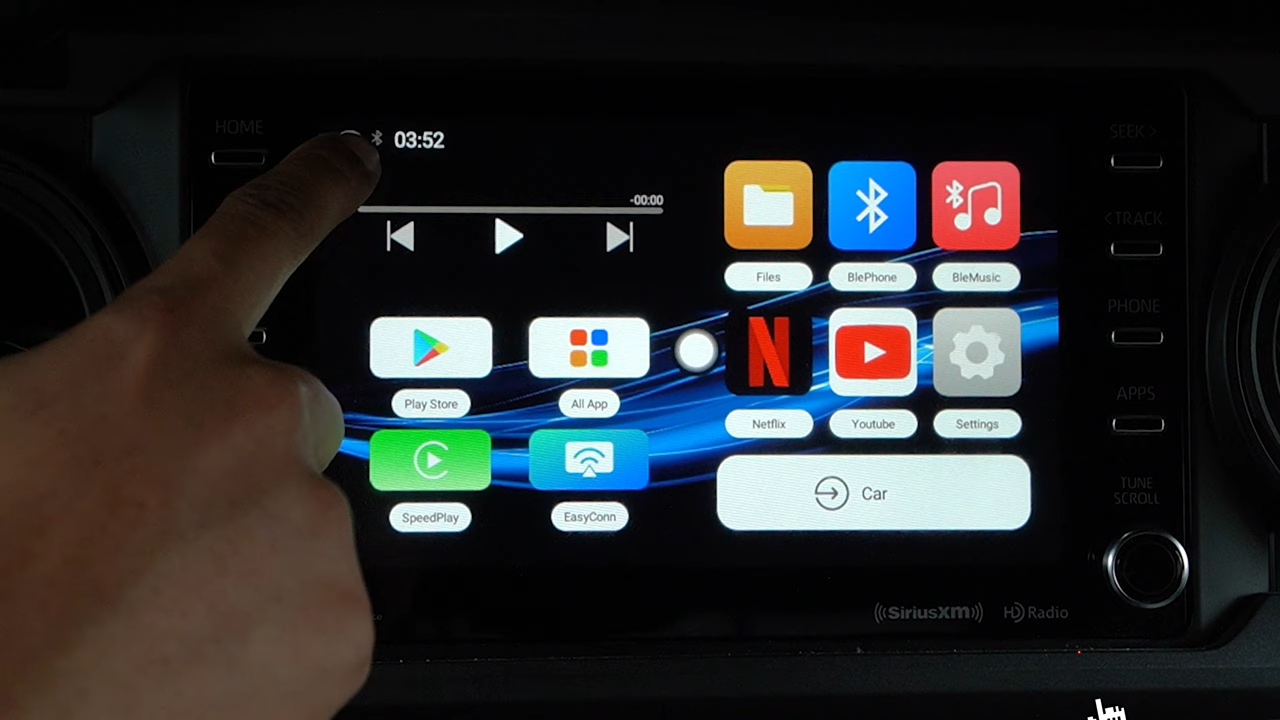 HOME
03:52
-00:00
Files
BlePhone
BleMusic
N
Play Store
All App
Netflix
Youtube
Settings
SpeedPlay
EasyConn
Car
SEEK >
< TRACK
PHONE
APPS
TUNE
SCROLL
((SiriusXM))
HD Radio